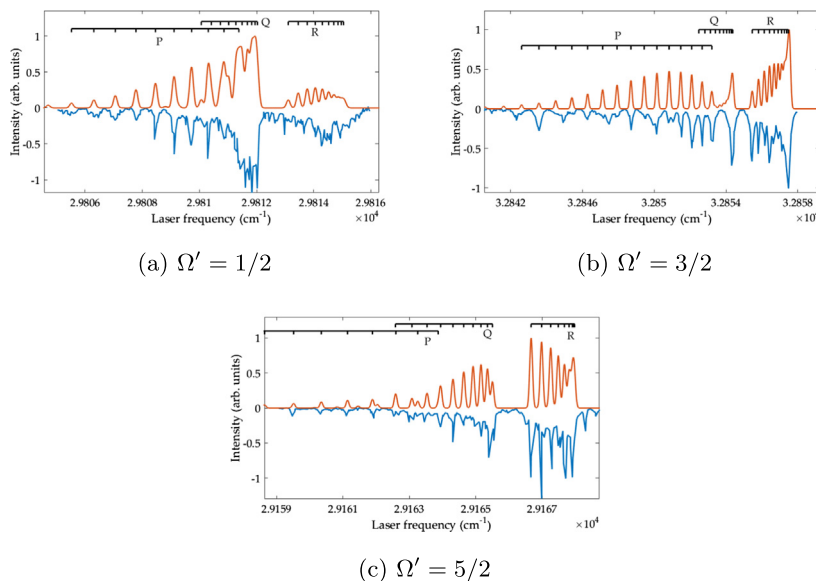 Q
P
R
1
0.5
0
-0.5
-1
Intensity (arb. units)
2.9806 2.9808 2.981 2.9812 2.9814 2.9816
Laser frequency (cm⁻¹) ×10⁴
(a) Ω′ = 1/2
Q R
P
1
0.5
0
-0.5
-1
Intensity (arb. units)
3.2842 3.2846 3.285 3.2854 3.2858
Laser frequency (cm⁻¹)
(b) Ω′ = 3/2
P Q R
1
0.5
0
-0.5
-1
Intensity (arb. units)
2.9159 2.9161 2.9163 2.9165 2.9167
Laser frequency (cm⁻¹) ×10⁴
(c) Ω′ = 5/2